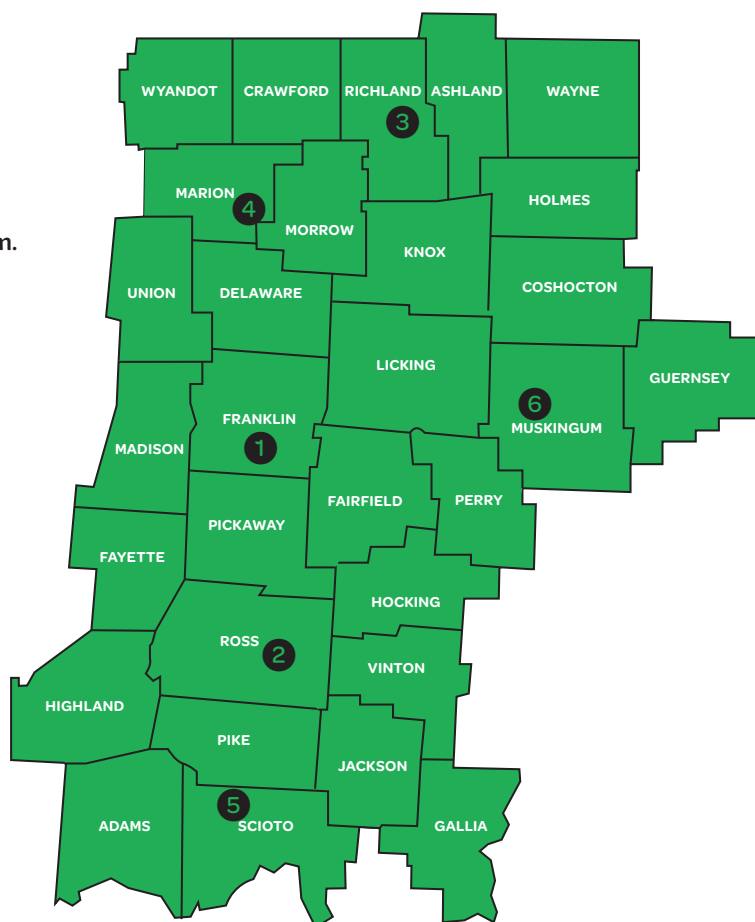 WYANDOT
CRAWFORD
RICHLAND
ASHLAND
WAYNE
3
MARION
4
HOLMES
MORROW
m.
KNOX
UNION
DELAWARE
COSHOCTON
LICKING
GUERNSEY
6
FRANKLIN
MUSKINGUM
1
MADISON
FAIRFIELD
PERRY
PICKAWAY
FAYETTE
HOCKING
ROSS
2
VINTON
HIGHLAND
PIKE
JACKSON
5
ADAMS
SCIOTO
GALLIA